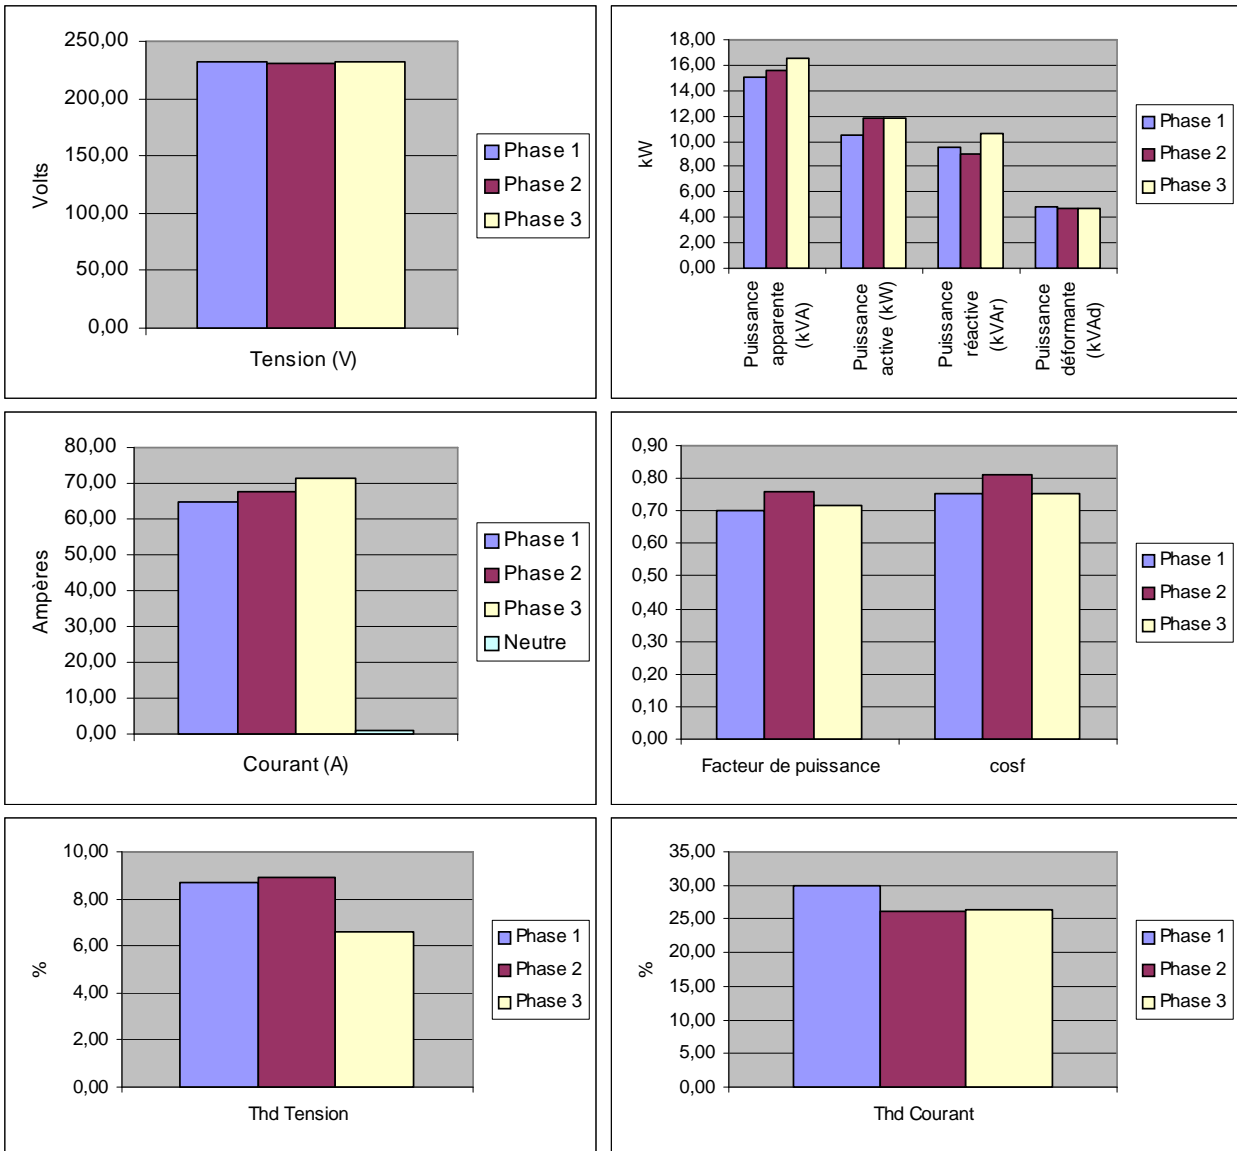 250,00
200,00
150,00
100,00
50,00
0,00
Volts
Tension (V)
Phase 1
Phase 2
Phase 3
18,00
16,00
14,00
12,00
10,00
8,00
6,00
4,00
2,00
0,00
kW
Puissance
apparente
(kVA)
Puissance
active (kW)
Puissance
réactive
(kVAr)
Puissance
déformante
(kVAd)
Phase 1
Phase 2
Phase 3
80,00
70,00
60,00
50,00
40,00
30,00
20,00
10,00
0,00
Ampères
Courant (A)
Phase 1
Phase 2
Phase 3
Neutre
0,90
0,80
0,70
0,60
0,50
0,40
0,30
0,20
0,10
0,00
Facteur de puissance
cosf
Phase 1
Phase 2
Phase 3
10,00
8,00
6,00
4,00
2,00
0,00
%
Thd Tension
Phase 1
Phase 2
Phase 3
35,00
30,00
25,00
20,00
15,00
10,00
5,00
0,00
%
Thd Courant
Phase 1
Phase 2
Phase 3